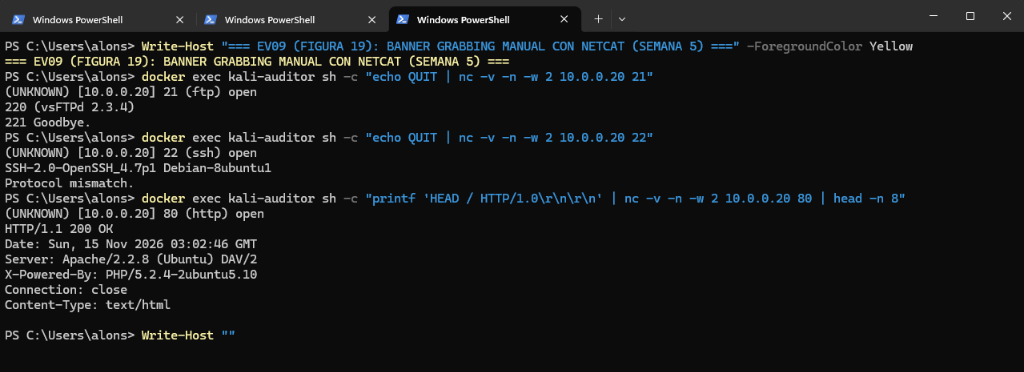 Windows PowerShell
Windows PowerShell
Windows PowerShell
PS C:\Users\alons> Write-Host "=== EV09 (FIGURA 19): BANNER GRABBING MANUAL CON NETCAT (SEMANA 5) ===" -ForegroundColor Yellow
=== EV09 (FIGURA 19): BANNER GRABBING MANUAL CON NETCAT (SEMANA 5) ===
PS C:\Users\alons> docker exec kali-auditor sh -c "echo QUIT | nc -v -n -w 2 10.0.0.20 21"
(UNKNOWN) [10.0.0.20] 21 (ftp) open
220 (vsFTPd 2.3.4)
221 Goodbye.
PS C:\Users\alons> docker exec kali-auditor sh -c "echo QUIT | nc -v -n -w 2 10.0.0.20 22"
(UNKNOWN) [10.0.0.20] 22 (ssh) open
SSH-2.0-OpenSSH_4.7p1 Debian-8ubuntu1
Protocol mismatch.
PS C:\Users\alons> docker exec kali-auditor sh -c "printf 'HEAD / HTTP/1.0\r\n\r\n' | nc -v -n -w 2 10.0.0.20 80 | head -n 8"
(UNKNOWN) [10.0.0.20] 80 (http) open
HTTP/1.1 200 OK
Date: Sun, 15 Nov 2026 03:02:46 GMT
Server: Apache/2.2.8 (Ubuntu) DAV/2
X-Powered-By: PHP/5.2.4-2ubuntu5.10
Connection: close
Content-Type: text/html
PS C:\Users\alons> Write-Host ""